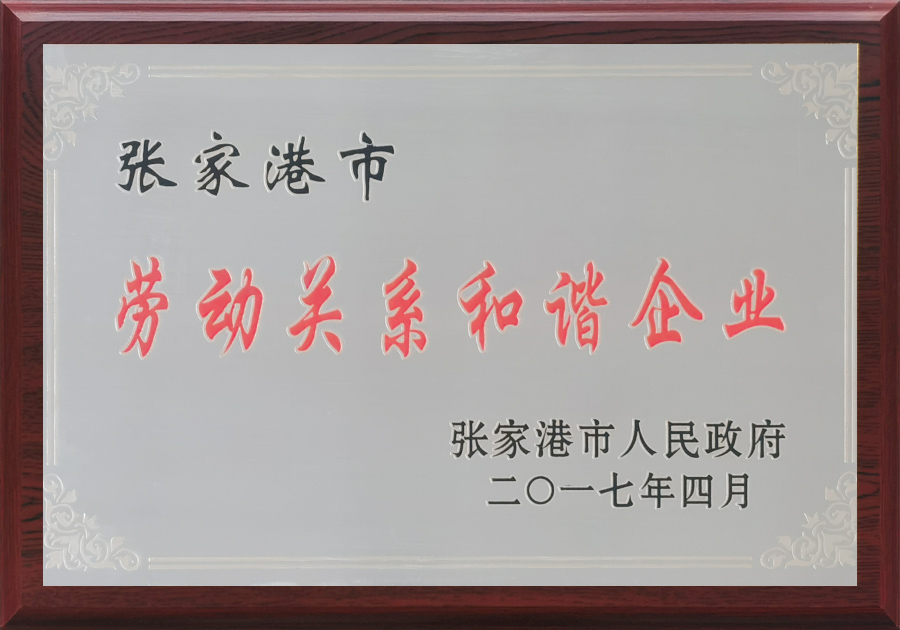 张家港市
劳动关系和谐企业
张家港市人民政府
二〇一七年四月